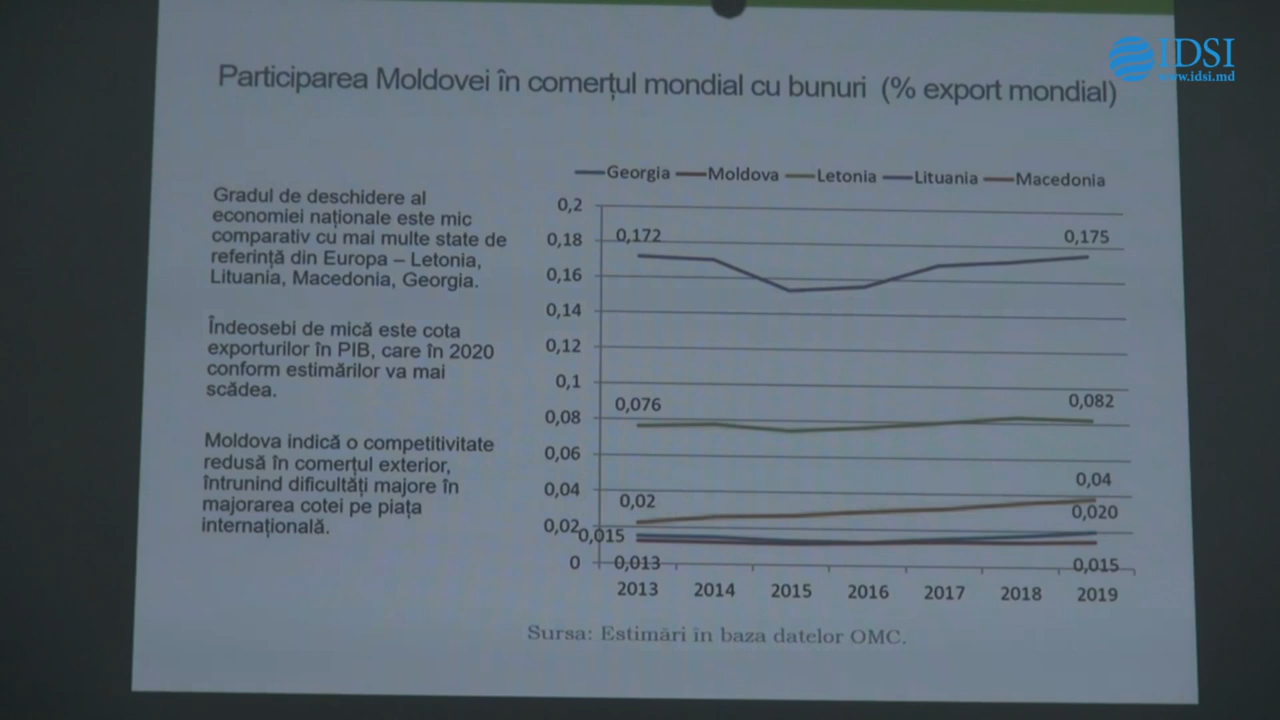 IDSI
www.idsi.md
Participarea Moldovei în comerțul mondial cu bunuri (% export mondial)
Gradul de deschidere al
economiei naționale este mic
comparativ cu mai multe state de
referință din Europa – Letonia,
Lituania, Macedonia, Georgia.
Îndeosebi de mică este cota
exporturilor în PIB, care în 2020
conform estimărilor va mai
scădea.
Moldova indică o competitivitate
redusă în comerțul exterior,
întrunind dificultăți majore în
majorarea cotei pe piața
internațională.
Georgia Moldova Letonia Lituania Macedonia
0,2
0,18
0,16
0,14
0,12
0,1
0,08
0,06
0,04
0,02
0
0,172
0,175
0,076
0,082
0,02
0,04
0,015
0,020
0,013
0,015
2013 2014 2015 2016 2017 2018 2019
Sursa: Estimări în baza datelor OMC.